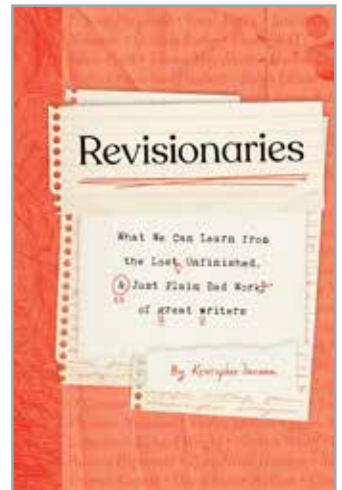 Revisionaries
What We Can Learn from
the Lost, Unfinished,
& Just Plain Bad Work
of great writers
By Kristopher Jansma